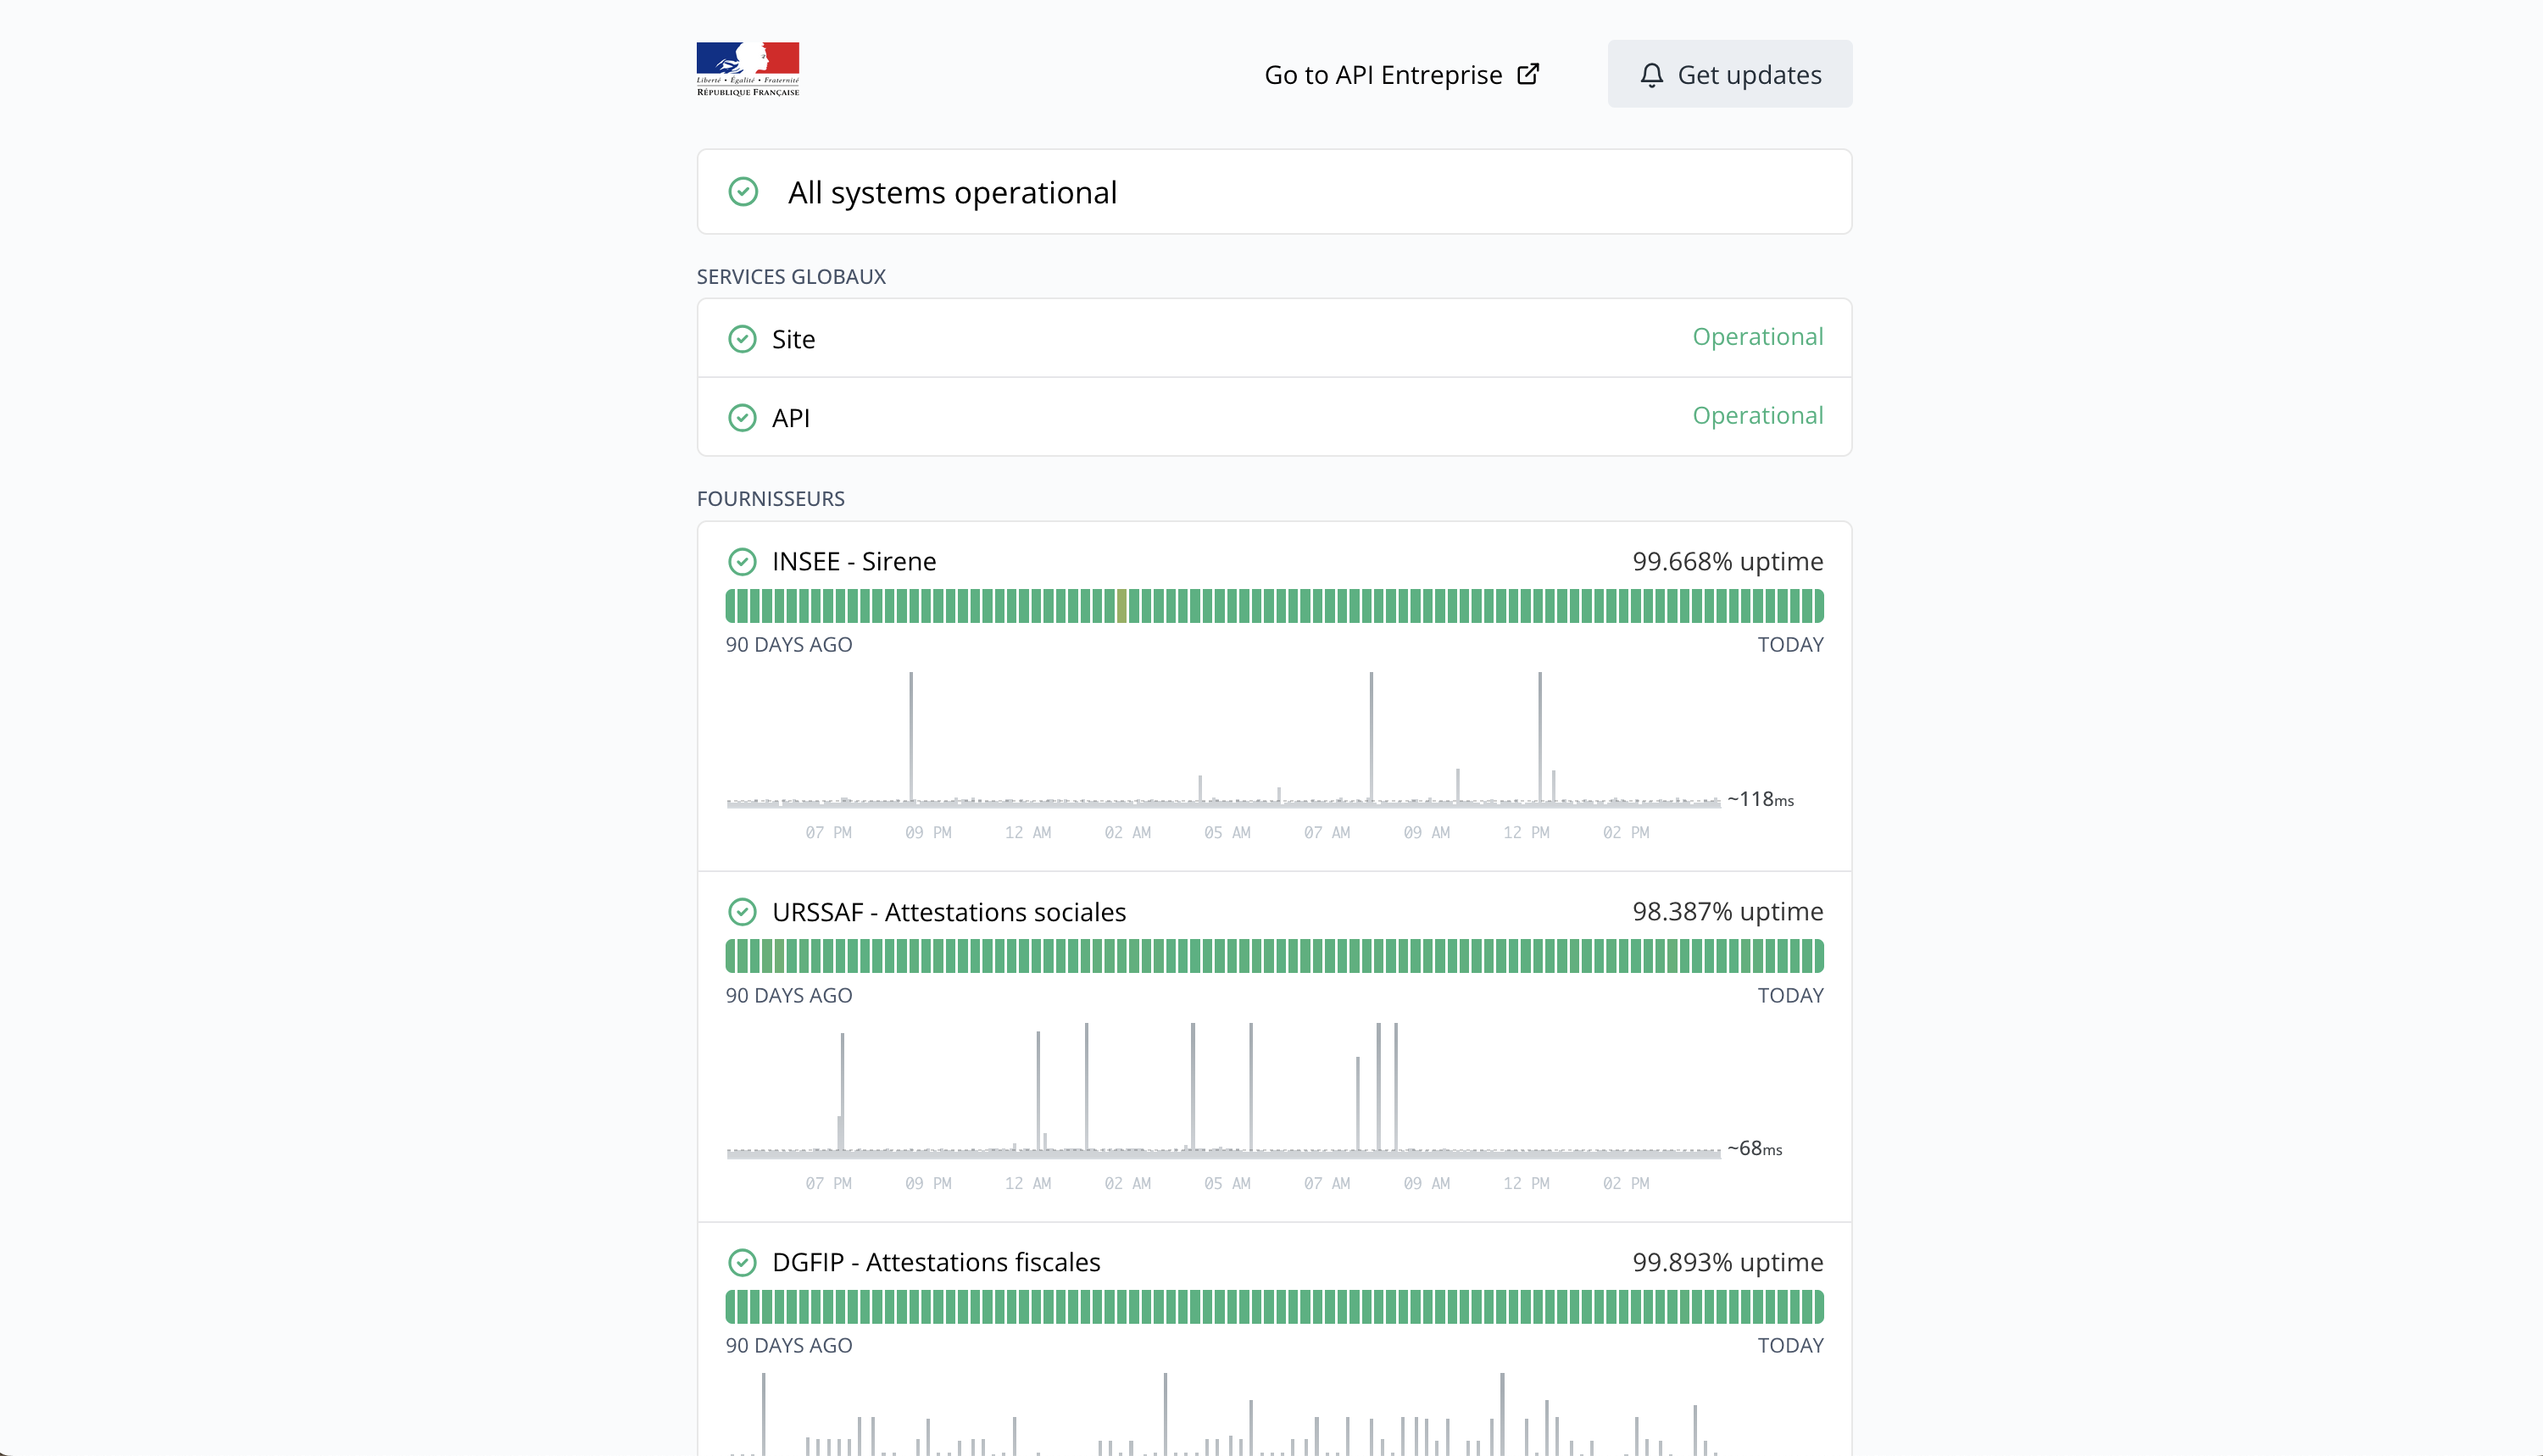 Liberté • Égalité • Fraternité
RÉPUBLIQUE FRANÇAISE
Go to API Entreprise
Get updates
All systems operational
SERVICES GLOBAUX
Site
Operational
API
Operational
FOURNISSEURS
INSEE - Sirene
99.668% uptime
90 DAYS AGO
TODAY
~118ms
07 PM 09 PM 12 AM 02 AM 05 AM 07 AM 09 AM 12 PM 02 PM
URSSAF - Attestations sociales
98.387% uptime
90 DAYS AGO
TODAY
~68ms
07 PM 09 PM 12 AM 02 AM 05 AM 07 AM 09 AM 12 PM 02 PM
DGFIP - Attestations fiscales
99.893% uptime
90 DAYS AGO
TODAY